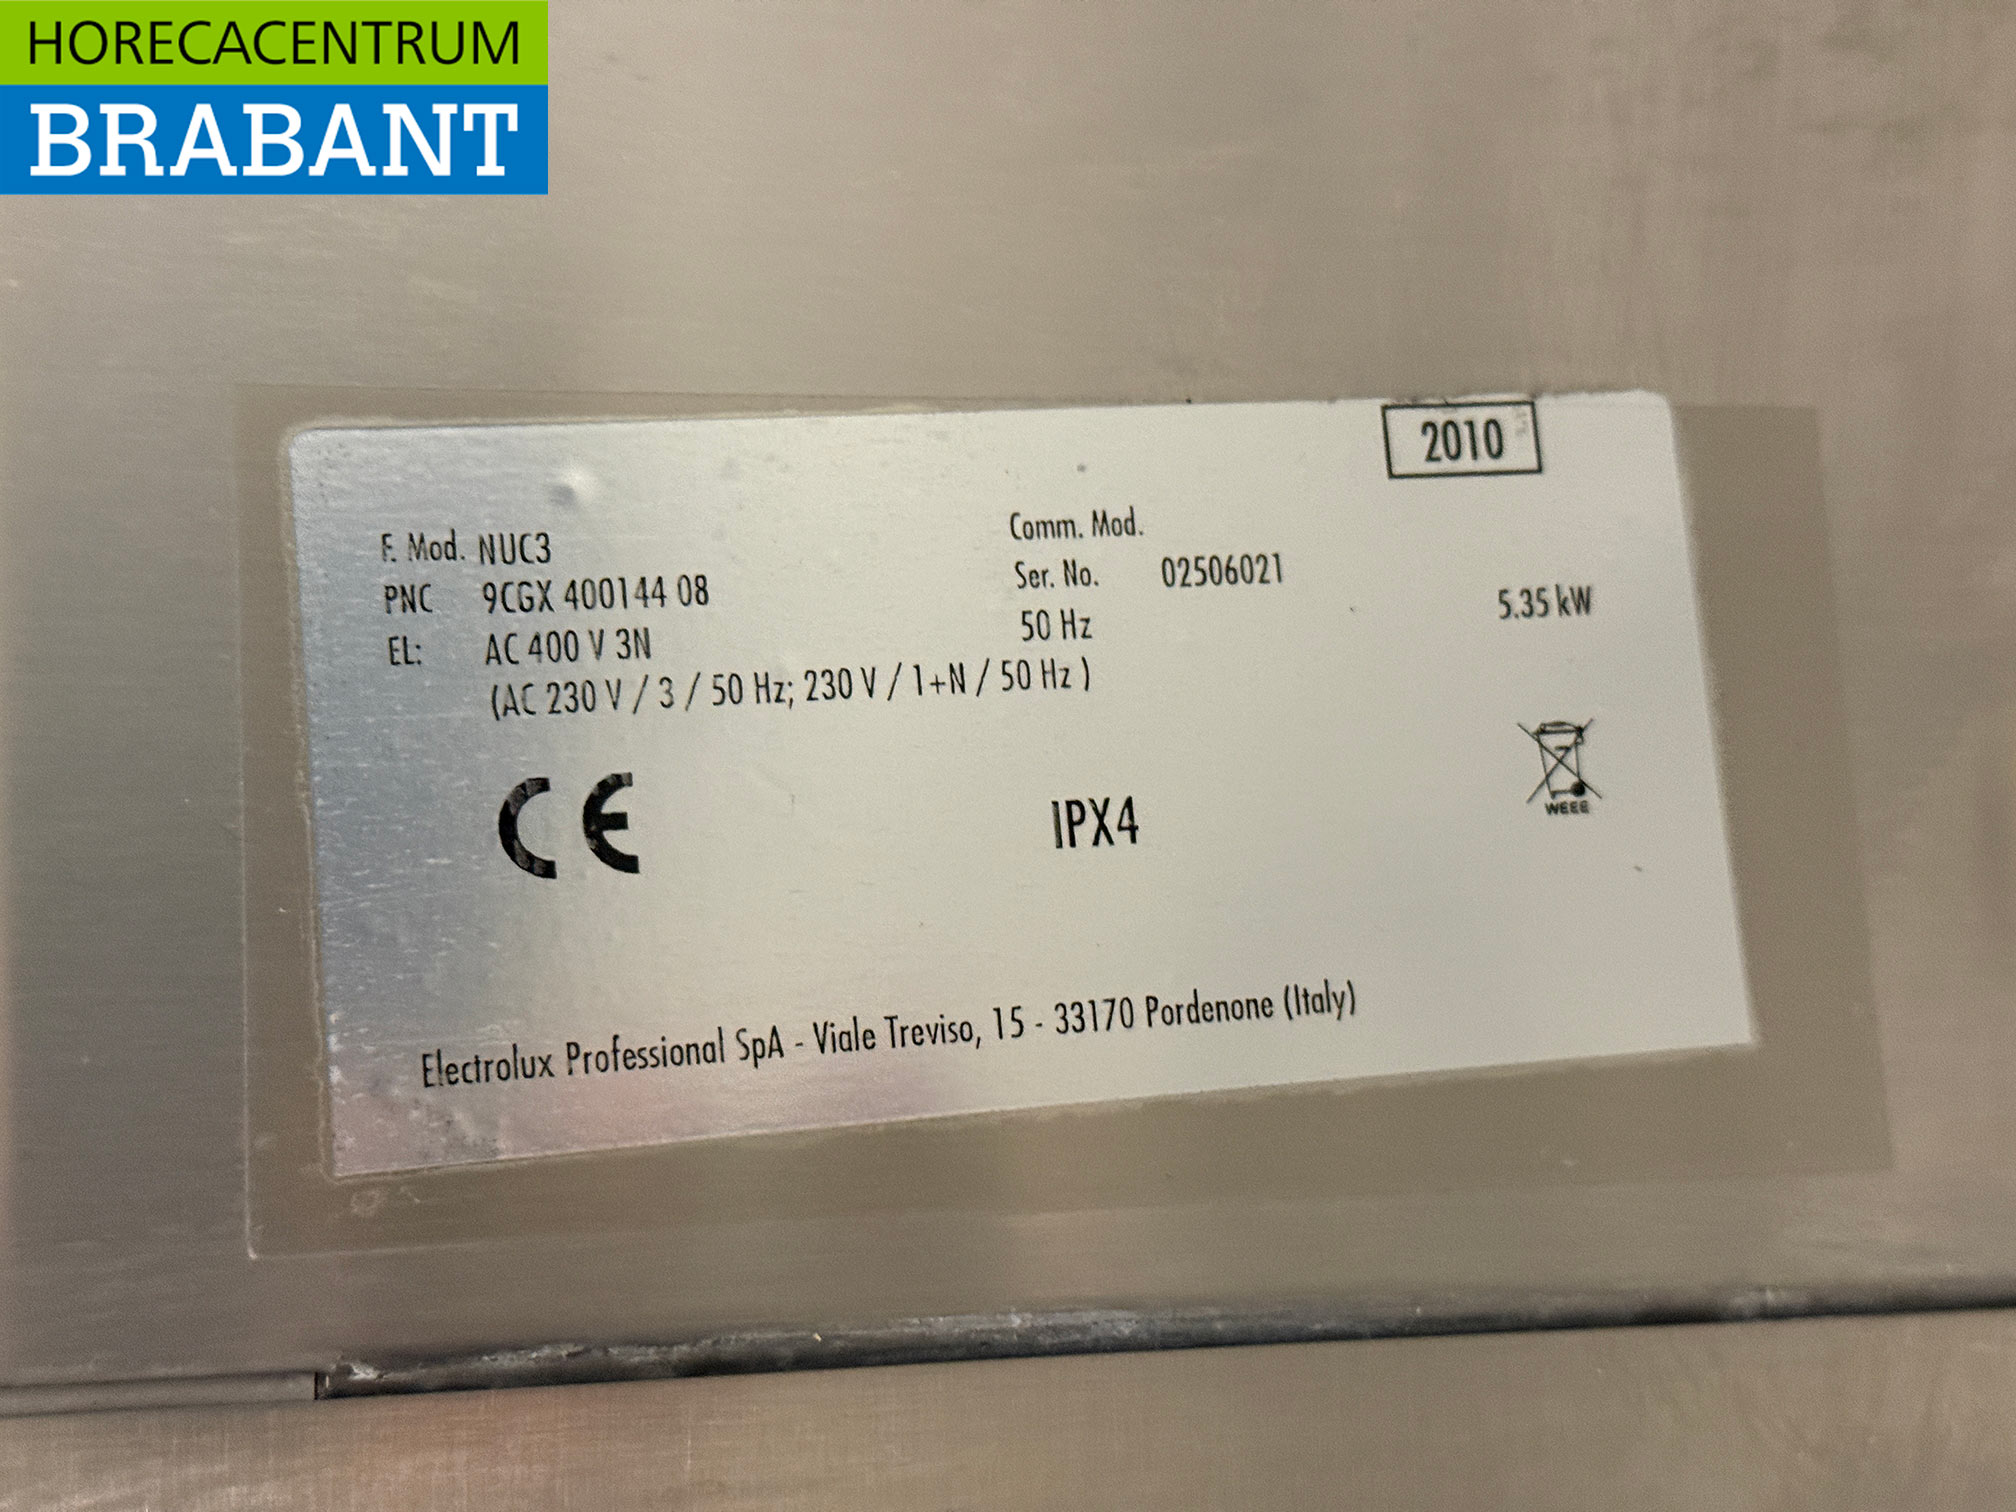 HORECACENTRUM
BRABANT
2010
F. Mod. NUC3
Comm. Mod.
PNC 9CGX 400144 08
Ser. No. 02506021
EL: AC 400 V 3N
50 Hz
5.35 kW
(AC 230 V / 3 / 50 Hz; 230 V / 1+N / 50 Hz )
CE
IPX4
WEEE
Electrolux Professional SpA - Viale Treviso, 15 - 33170 Pordenone (Italy)